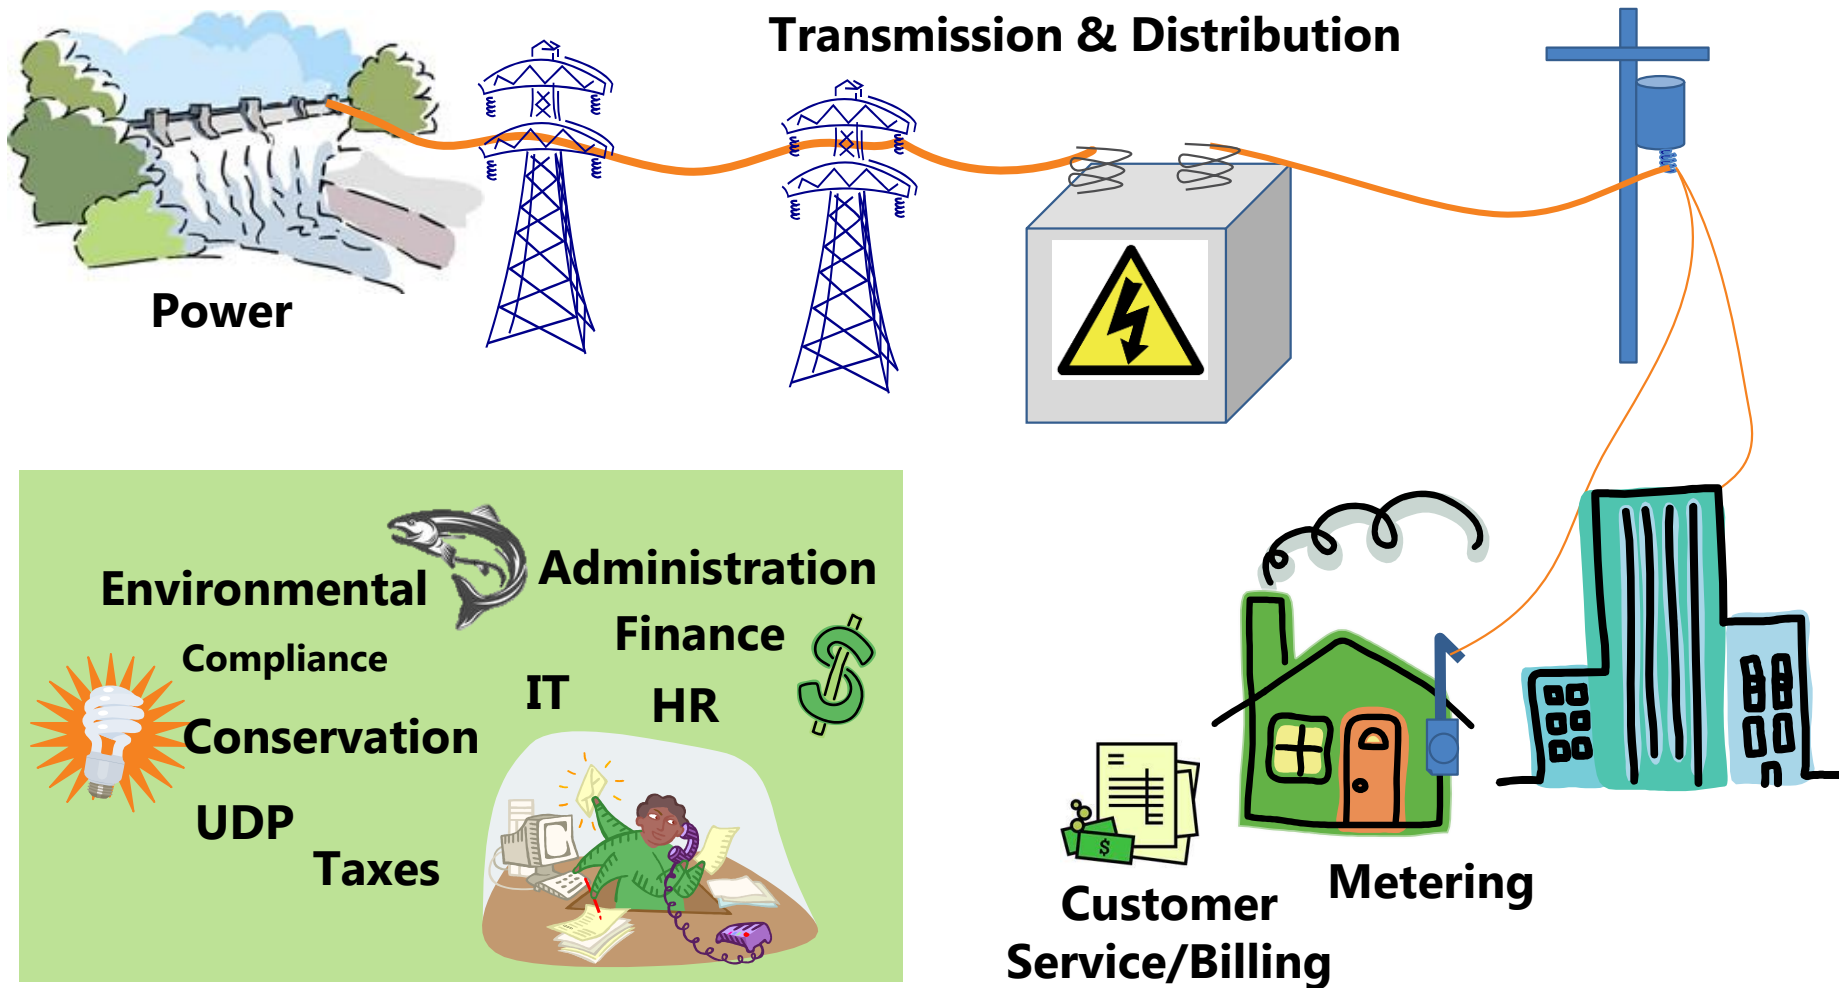 Transmission & Distribution
Power
Environmental
Administration
Finance
Compliance
IT
HR
Conservation
UDP
Taxes
$
Customer
Service/Billing
Metering